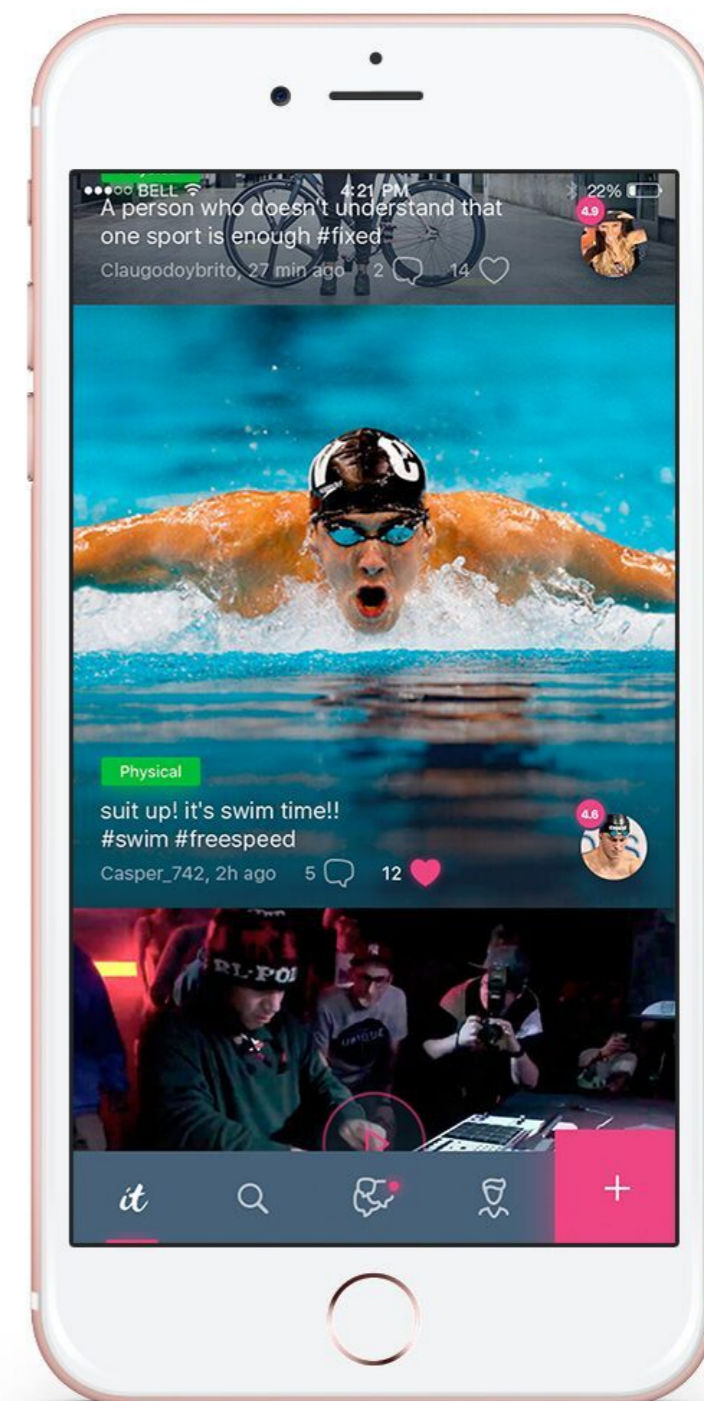 BELL 4:21 PM 22%
A person who doesn't understand that
one sport is enough #fixed
4.9
Claugodoybrito, 27 min ago 2 14
Physical
suit up! it's swim time!!
#swim #freespeed
4.6
Casper_742, 2h ago 5 12
UNIQUE
it
+